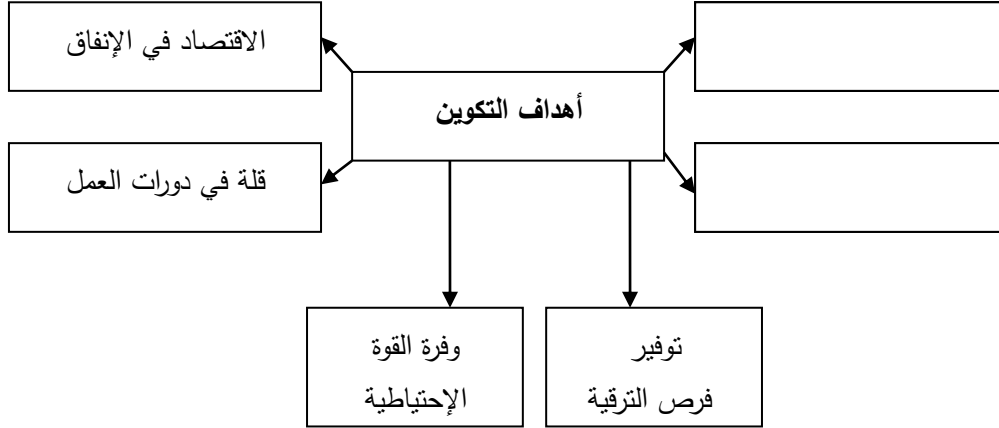 الاقتصاد في الإنفاق
أهداف التكوين
قلة في دورات العمل
توفير
فرص الترقية
وفرة القوة
الإحتياطية